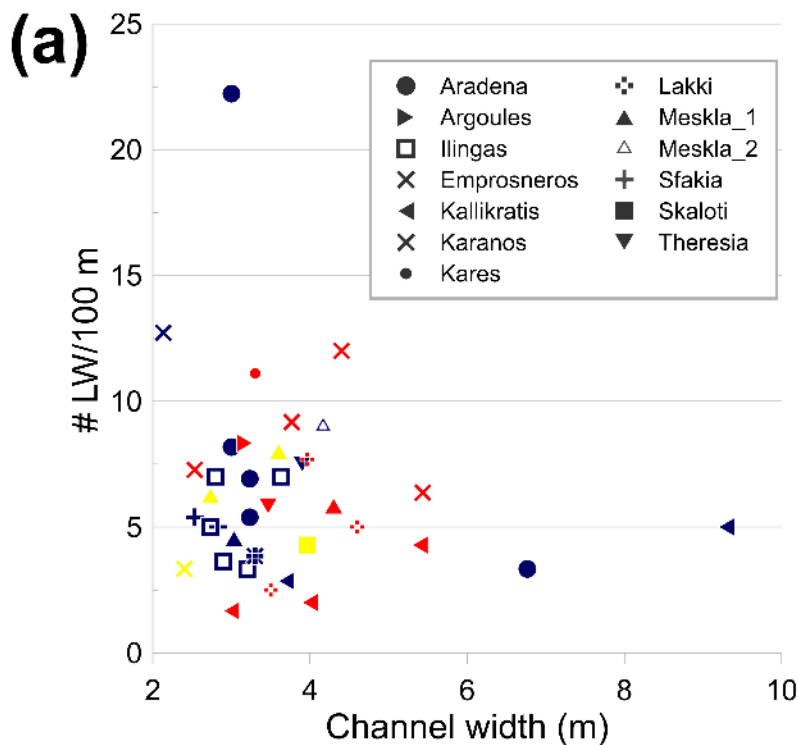 (a)
25
20
15
10
5
0
# LW/100 m
Aradena
Argoules
Ilingas
Emprosneros
Kallikratis
Karanos
Kares
Lakki
Meskla_1
Meskla_2
Sfakia
Skaloti
Theresia
2 4 6 8 10
Channel width (m)